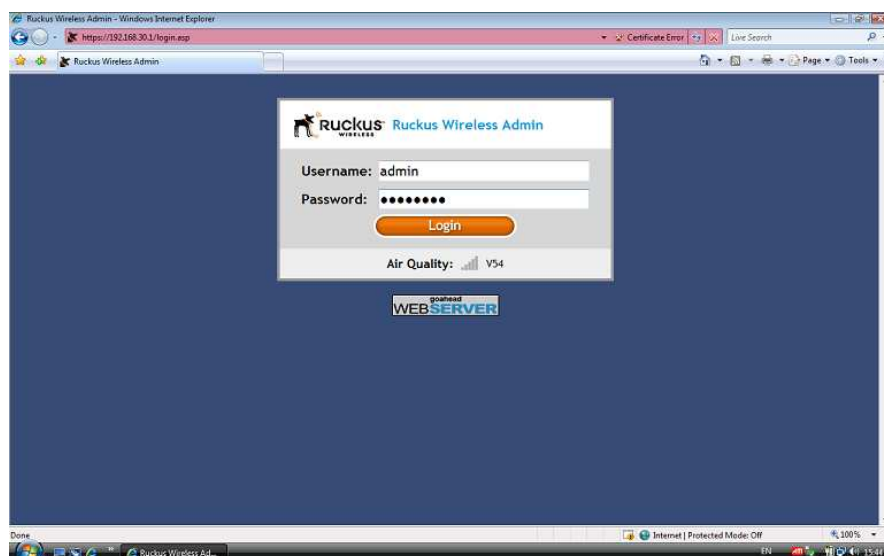 Ruckus Wireless Admin - Windows Internet Explorer
https://192.168.30.1/login.asp
Certificate Error
Live Search
Ruckus Wireless Admin
Page
Tools
RUCKUS WIRELESS
Ruckus Wireless Admin
Username: admin
Password: ●●●●●●●●
Login
Air Quality: V54
goahead
WEBSERVER
Done
Internet | Protected Mode: Off
100%
Ruckus Wireless Ad...
EN
15:44